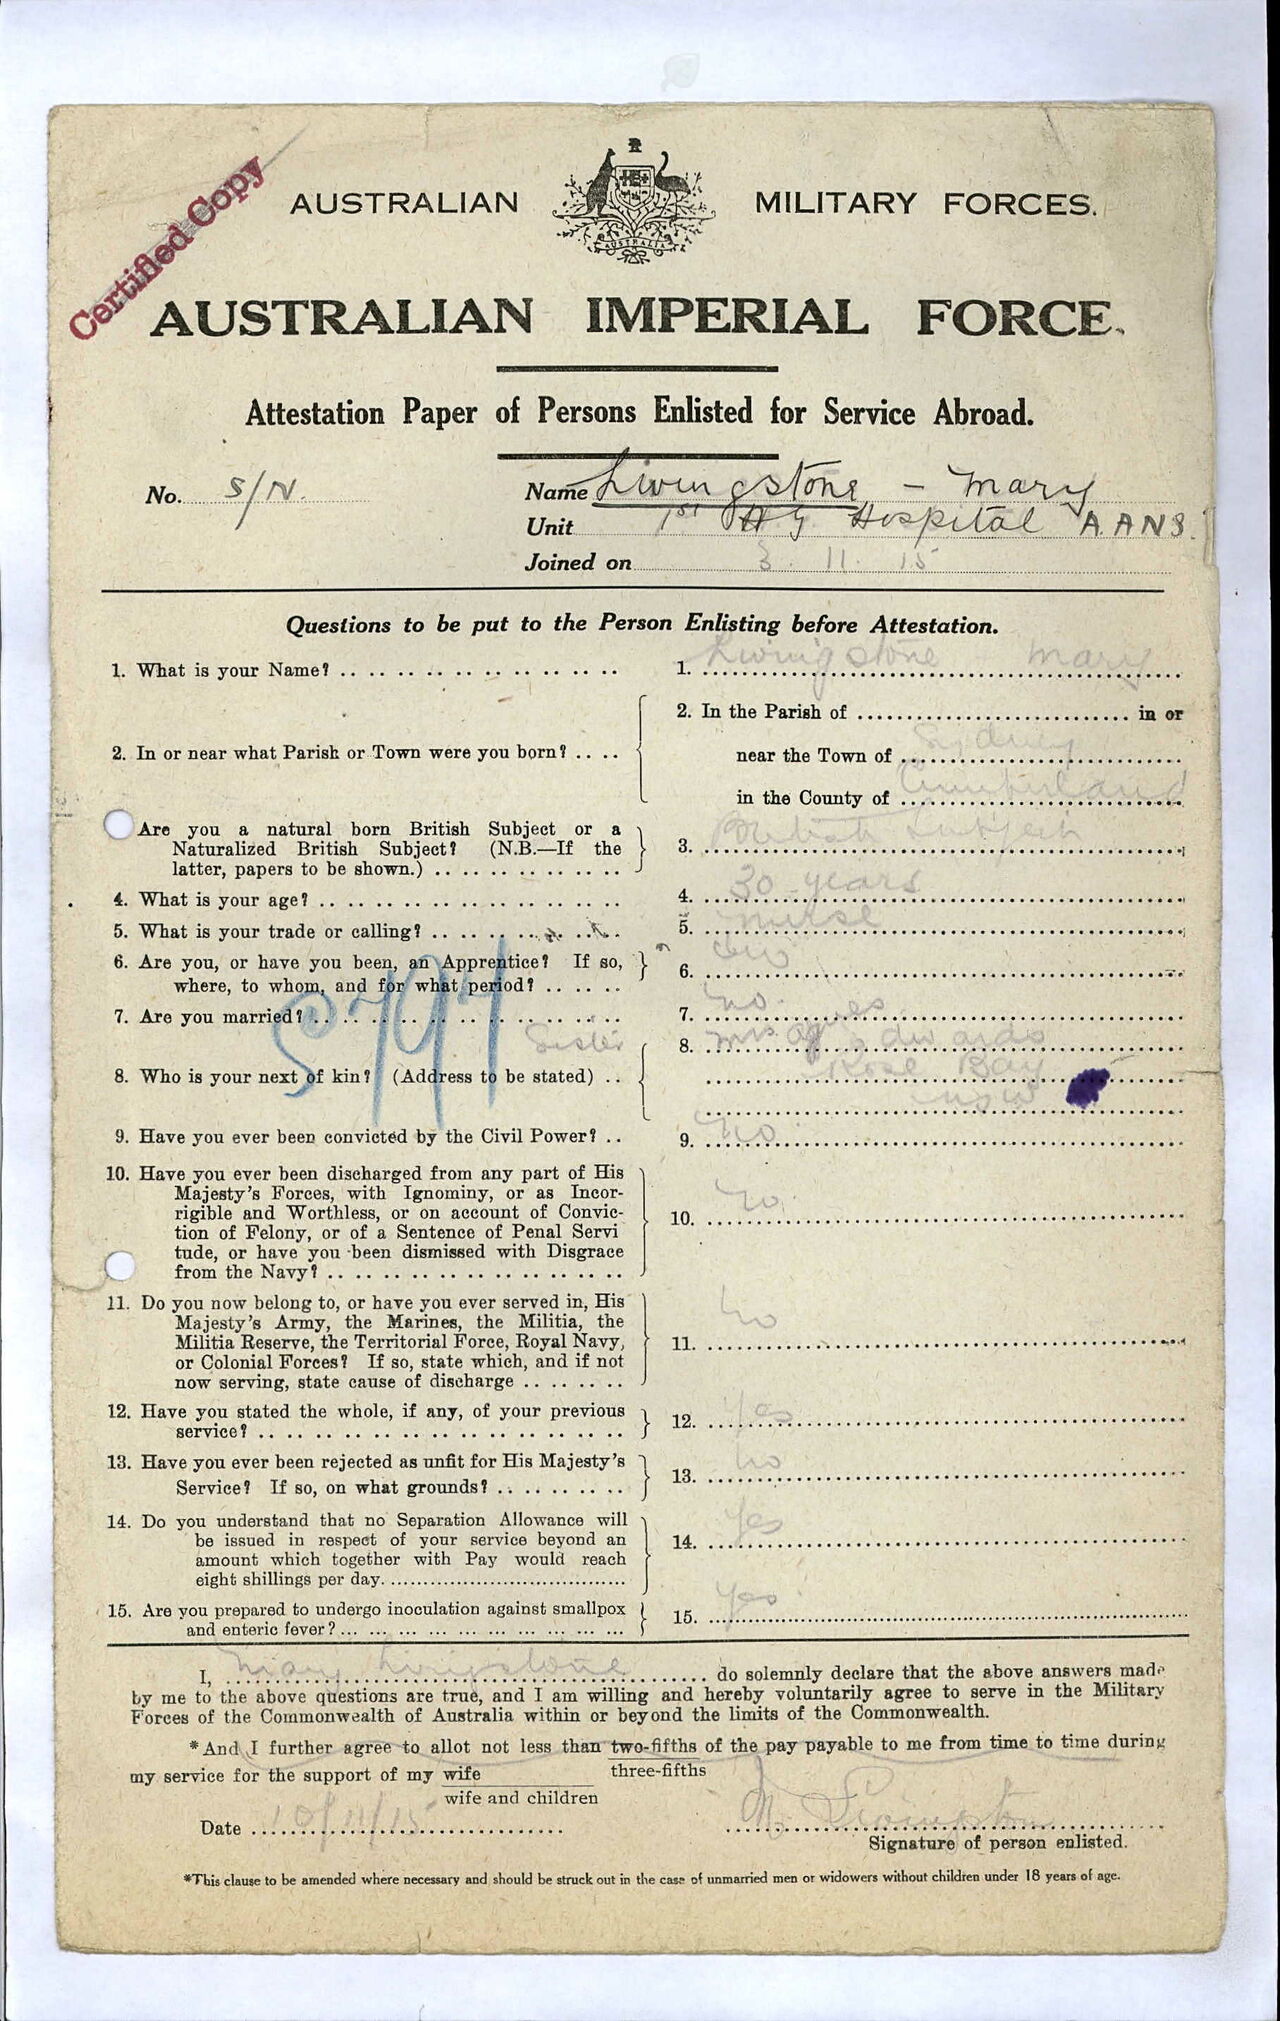 Certified Copy
AUSTRALIAN MILITARY FORCES.
AUSTRALIA
AUSTRALIAN IMPERIAL FORCE.
Attestation Paper of Persons Enlisted for Service Abroad.
No. S/N. Name Livingstone - Mary
Unit 1st A G Hospital A.A.N.S.
Joined on 3. 11. 15
Questions to be put to the Person Enlisting before Attestation.
1. What is your Name? 1. Livingstone - Mary
2. In the Parish of in or
2. In or near what Parish or Town were you born? near the Town of Sydney
in the County of Cumberland
Are you a natural born British Subject or a
Naturalized British Subject? (N.B.—If the 3. British Subject
latter, papers to be shown.)
4. What is your age? 4. 30 years
5. What is your trade or calling? 5. Nurse
6. Are you, or have you been, an Apprentice? If so, 6.
where, to whom, and for what period?
7. Are you married? 7. No.
Sister 8. Mrs Agnes Edwards
8. Who is your next of kin? (Address to be stated) Rose Bay
NSW
9. Have you ever been convicted by the Civil Power? 9. No.
10. Have you ever been discharged from any part of His
Majesty's Forces, with Ignominy, or as Incor-
rigible and Worthless, or on account of Convic- 10. No.
tion of Felony, or of a Sentence of Penal Servi
tude, or have you been dismissed with Disgrace
from the Navy?
11. Do you now belong to, or have you ever served in, His
Majesty's Army, the Marines, the Militia, the
Militia Reserve, the Territorial Force, Royal Navy, 11. No
or Colonial Forces? If so, state which, and if not
now serving, state cause of discharge
12. Have you stated the whole, if any, of your previous 12. Yes
service?
13. Have you ever been rejected as unfit for His Majesty's 13. No
Service? If so, on what grounds?
14. Do you understand that no Separation Allowance will
be issued in respect of your service beyond an 14. Yes
amount which together with Pay would reach
eight shillings per day.
15. Are you prepared to undergo inoculation against smallpox 15. Yes
and enteric fever?
I, Mary Livingstone do solemnly declare that the above answers made
by me to the above questions are true, and I am willing and hereby voluntarily agree to serve in the Military
Forces of the Commonwealth of Australia within or beyond the limits of the Commonwealth.
*And I further agree to allot not less than two-fifths of the pay payable to me from time to time during
three-fifths
my service for the support of my wife
wife and children
Date 10/11/15 M Livingstone
Signature of person enlisted.
*This clause to be amended where necessary and should be struck out in the case of unmarried men or widowers without children under 18 years of age.